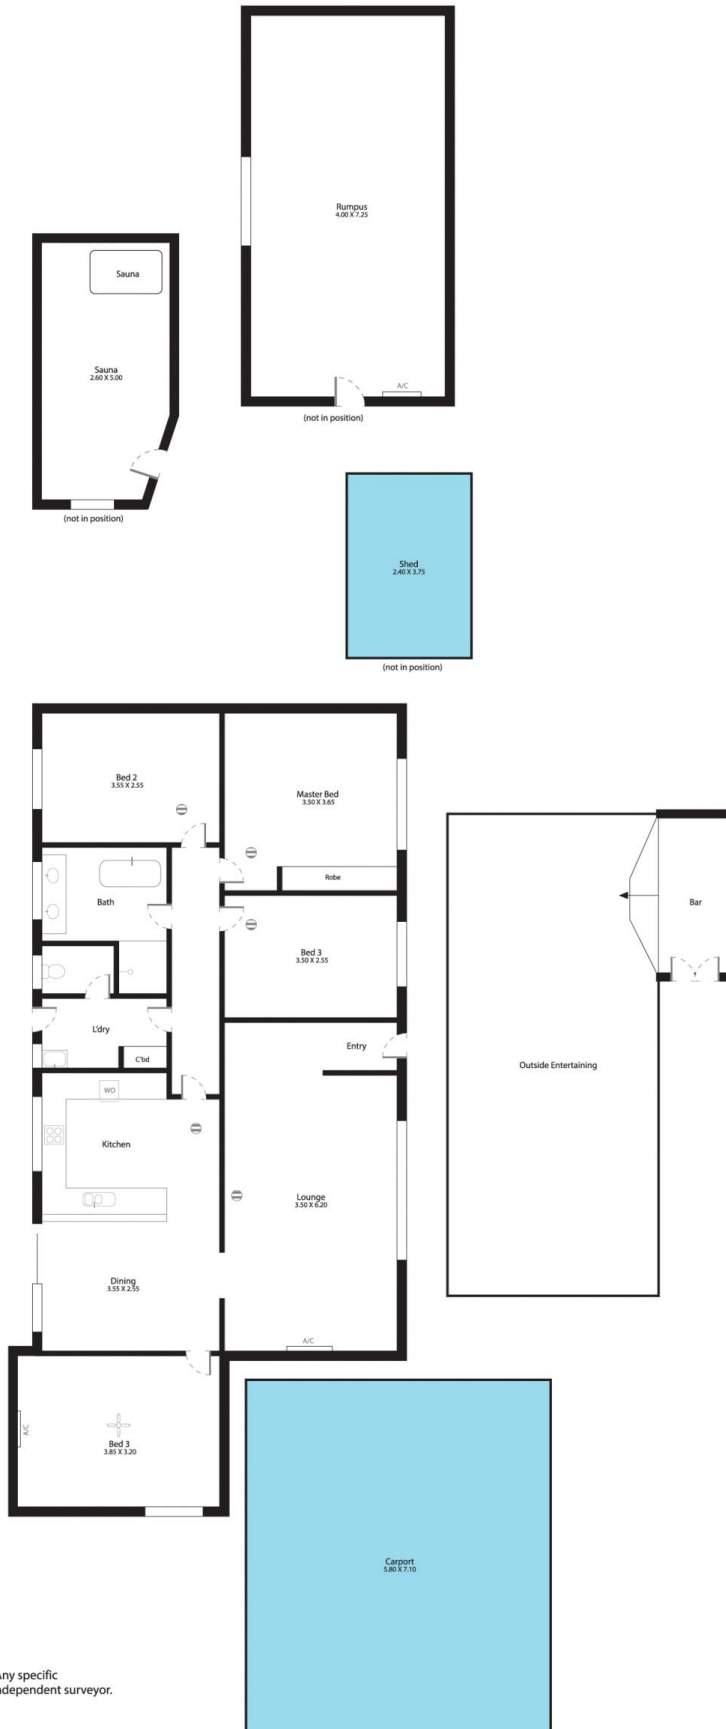 Rumpus
4.00 X 7.25
A/C
(not in position)
Sauna
Sauna
2.60 X 5.00
(not in position)
Shed
2.40 X 3.75
(not in position)
Bed 2
3.55 X 2.55
Master Bed
3.50 X 3.65
Robe
Bath
Bar
Bed 3
3.50 X 2.55
L'dry
C'bd
Entry
Outside Entertaining
WO
Kitchen
Lounge
3.50 X 6.20
Dining
3.55 X 2.55
A/C
A/C
Bed 3
3.85 X 3.20
Carport
5.80 X 7.10
Any specific
ndependent surveyor.